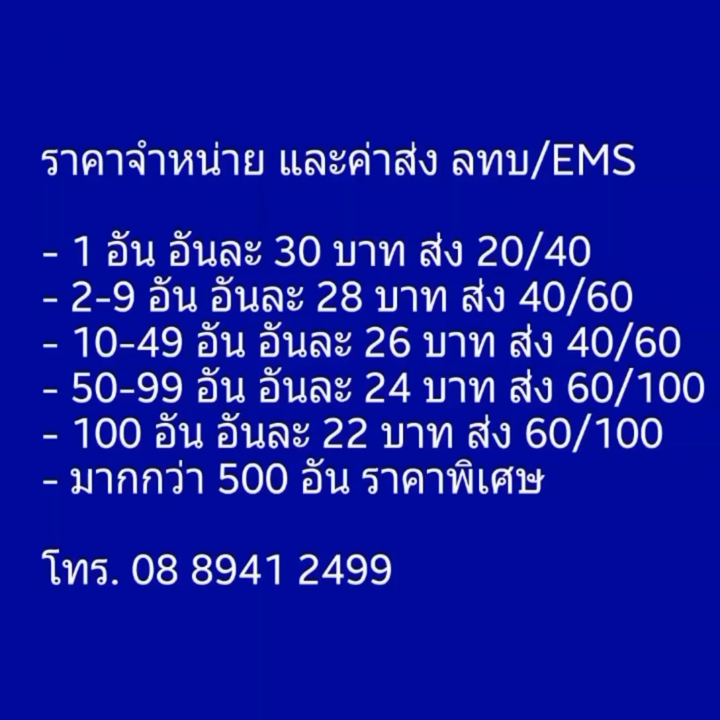 ราคาจำหน่าย และค่าส่ง ลทบ/EMS
- 1 อัน อันละ 30 บาท ส่ง 20/40
- 2-9 อัน อันละ 28 บาท ส่ง 40/60
- 10-49 อัน อันละ 26 บาท ส่ง 40/60
- 50-99 อัน อันละ 24 บาท ส่ง 60/100
- 100 อัน อันละ 22 บาท ส่ง 60/100
- มากกว่า 500 อัน ราคาพิเศษ
โทร. 08 8941 2499